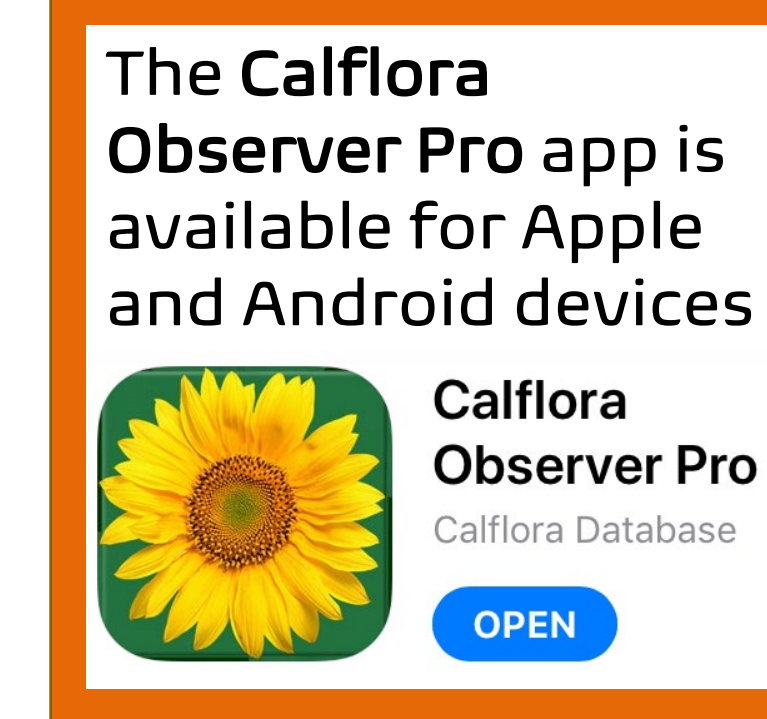 The Calflora
Observer Pro app is
available for Apple
and Android devices
Calflora
Observer Pro
Calflora Database
OPEN